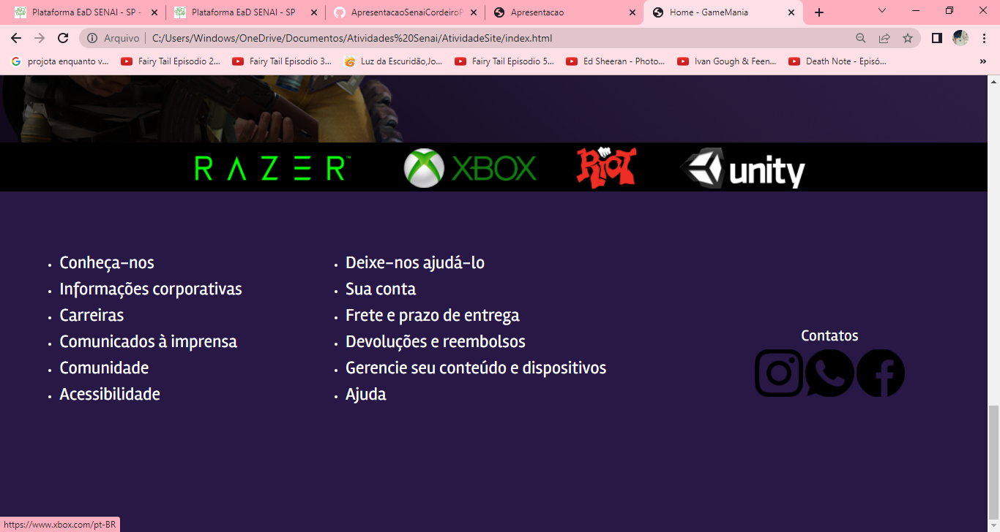 Plataforma EaD SENAI - SP -
Plataforma EaD SENAI - SP
ApresentacaoSenaiCordeiroP
Apresentacao
Home - GameMania
Arquivo
C:/Users/Windows/OneDrive/Documentos/Atividades%20Senai/AtividadeSite/index.html
projota enquanto v...
Fairy Tail Episodio 2...
Fairy Tail Episodio 3...
Luz da Escuridão,Jo...
Fairy Tail Episodio 5...
Ed Sheeran - Photo...
Ivan Gough & Feen...
Death Note - Episó...
RAZER™
XBOX
RIOT
unity
Conheça-nos
Informações corporativas
Carreiras
Comunicados à imprensa
Comunidade
Acessibilidade
Deixe-nos ajudá-lo
Sua conta
Frete e prazo de entrega
Devoluções e reembolsos
Gerencie seu conteúdo e dispositivos
Ajuda
Contatos
https://www.xbox.com/pt-BR